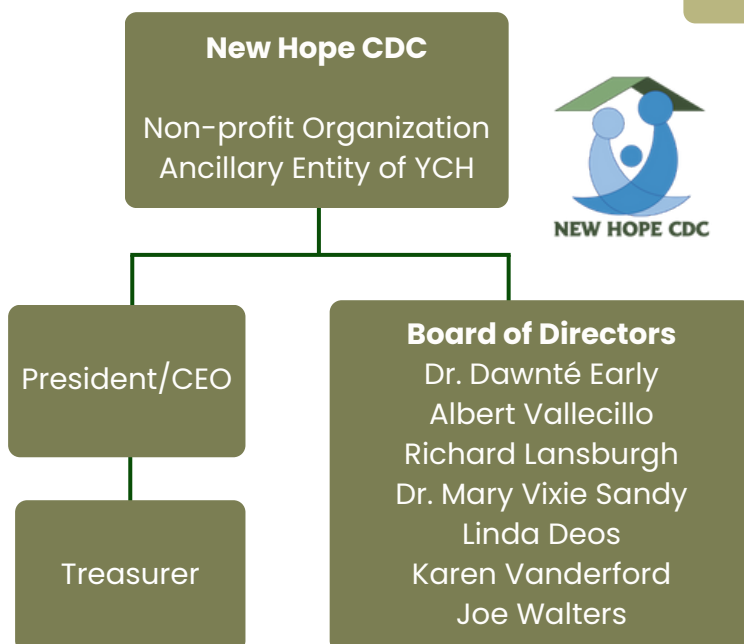 New Hope CDC
Non-profit Organization
Ancillary Entity of YCH
NEW HOPE CDC
President/CEO
Treasurer
Board of Directors
Dr. Dawnté Early
Albert Vallecillo
Richard Lansburgh
Dr. Mary Vixie Sandy
Linda Deos
Karen Vanderford
Joe Walters